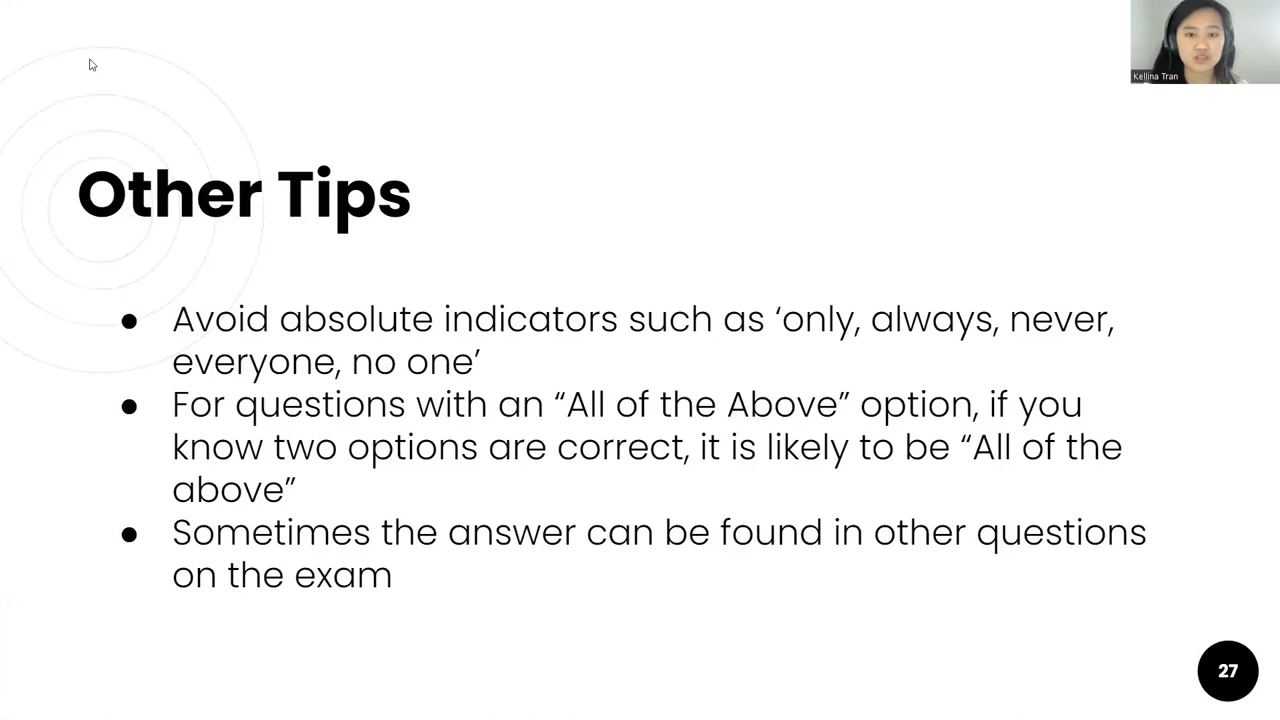 Kellina Tran
Other Tips
● Avoid absolute indicators such as ‘only, always, never,
everyone, no one’
● For questions with an “All of the Above” option, if you
know two options are correct, it is likely to be “All of the
above”
● Sometimes the answer can be found in other questions
on the exam
27